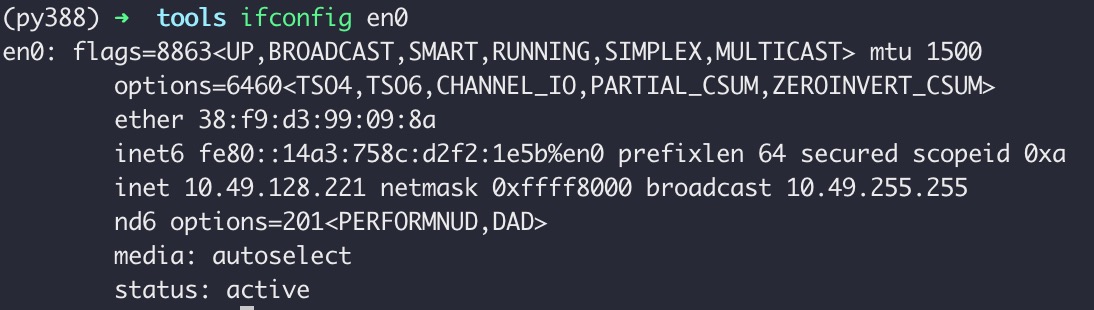 (py388) ➜  tools ifconfig en0
en0: flags=8863<UP,BROADCAST,SMART,RUNNING,SIMPLEX,MULTICAST> mtu 1500
        options=6460<TSO4,TSO6,CHANNEL_IO,PARTIAL_CSUM,ZEROINVERT_CSUM>
        ether 38:f9:d3:99:09:8a
        inet6 fe80::14a3:758c:d2f2:1e5b%en0 prefixlen 64 secured scopeid 0xa
        inet 10.49.128.221 netmask 0xffff8000 broadcast 10.49.255.255
        nd6 options=201<PERFORMNUD,DAD>
        media: autoselect
        status: active